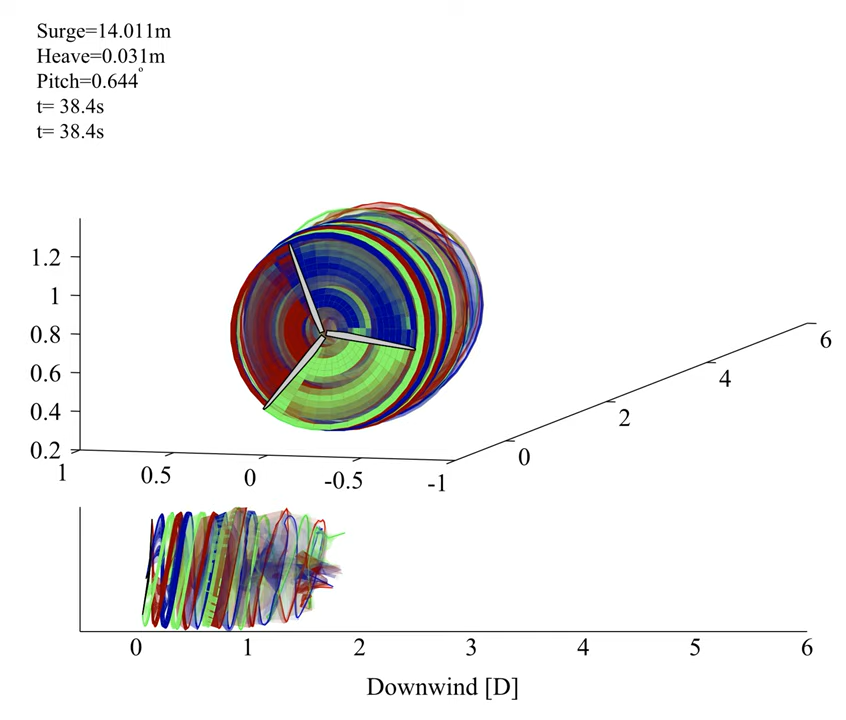 Surge=14.011m
Heave=0.031m
Pitch=0.644°
t= 38.4s
t= 38.4s
1.2
1
0.8
0.6
0.4
0.2
1 0.5 0 -0.5 -1
0 2 4 6
0 1 2 3 4 5 6
Downwind [D]